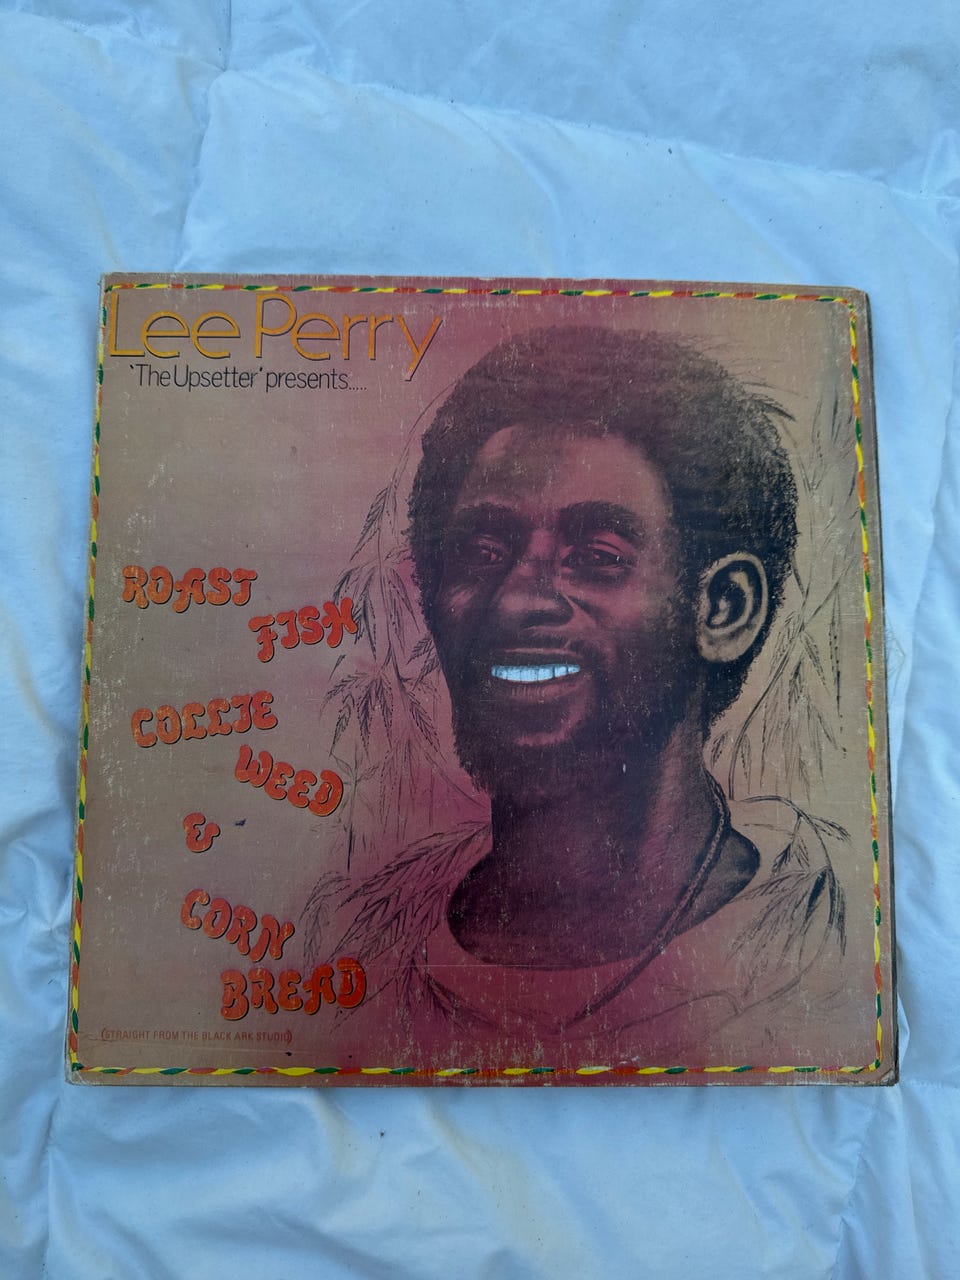 Lee Perry
'The Upsetter' presents.....
ROAST
FISH
COLLIE
WEED
&
CORN
BREAD
(STRAIGHT FROM THE BLACK ARK STUDIO)